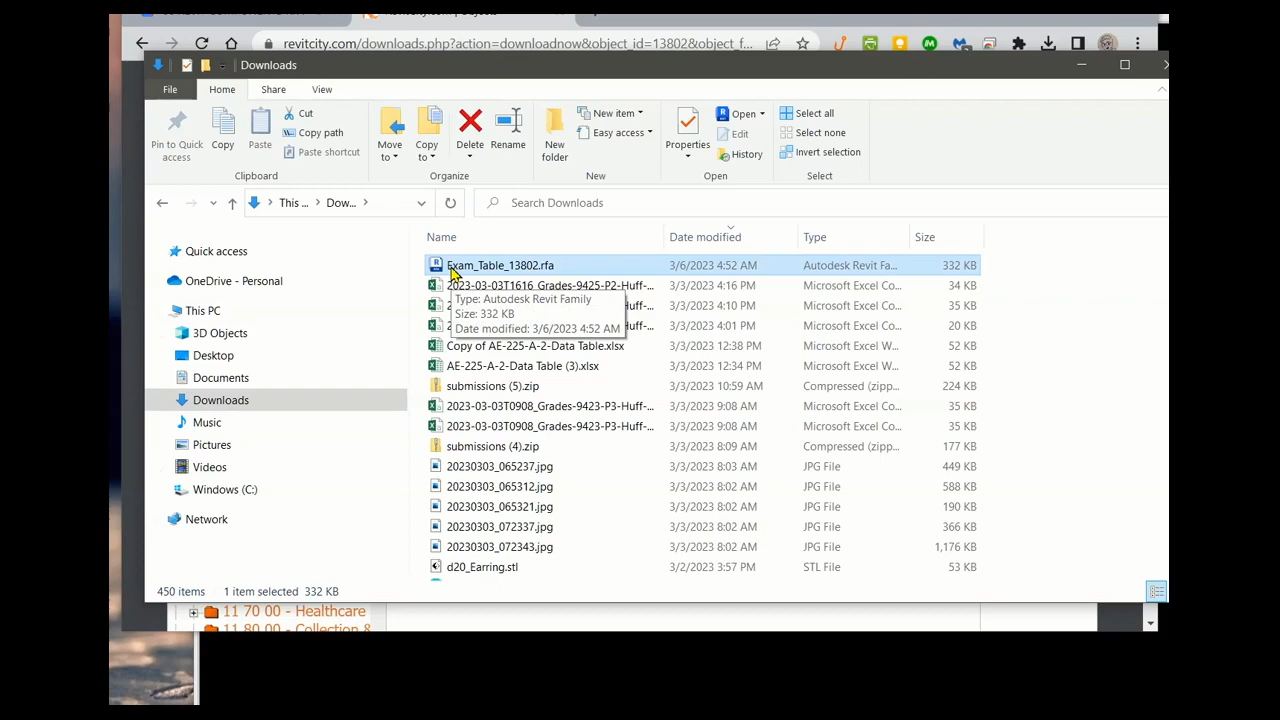 revitcity.com/downloads.php?action=downloadnow&object_id=13802&object_f...
Downloads
File Home Share View
Pin to Quick access
Copy
Paste
Cut
Copy path
Paste shortcut
Clipboard
Move to
Copy to
Delete
Rename
Organize
New folder
New item
Easy access
New
Properties
Open
Edit
History
Open
Select all
Select none
Invert selection
Select
This ... Dow...
Search Downloads
Name Date modified Type Size
Quick access
OneDrive - Personal
This PC
3D Objects
Desktop
Documents
Downloads
Music
Pictures
Videos
Windows (C:)
Network
Exam_Table_13802.rfa 3/6/2023 4:52 AM Autodesk Revit Fa... 332 KB
2023-03-03T1616_Grades-9425-P2-Huff-... 3/3/2023 4:16 PM Microsoft Excel Co... 34 KB
Type: Autodesk Revit Family
Size: 332 KB
Date modified: 3/6/2023 4:52 AM
Huff-... 3/3/2023 4:10 PM Microsoft Excel Co... 35 KB
Huff-... 3/3/2023 4:01 PM Microsoft Excel Co... 20 KB
Copy of AE-225-A-2-Data Table.xlsx 3/3/2023 12:38 PM Microsoft Excel W... 52 KB
AE-225-A-2-Data Table (3).xlsx 3/3/2023 12:34 PM Microsoft Excel W... 52 KB
submissions (5).zip 3/3/2023 10:59 AM Compressed (zipp... 224 KB
2023-03-03T0908_Grades-9423-P3-Huff-... 3/3/2023 9:08 AM Microsoft Excel Co... 35 KB
2023-03-03T0908_Grades-9423-P3-Huff-... 3/3/2023 9:08 AM Microsoft Excel Co... 35 KB
submissions (4).zip 3/3/2023 8:09 AM Compressed (zipp... 177 KB
20230303_065237.jpg 3/3/2023 8:03 AM JPG File 449 KB
20230303_065312.jpg 3/3/2023 8:02 AM JPG File 588 KB
20230303_065321.jpg 3/3/2023 8:02 AM JPG File 190 KB
20230303_072337.jpg 3/3/2023 8:02 AM JPG File 366 KB
20230303_072343.jpg 3/3/2023 8:02 AM JPG File 1,176 KB
d20_Earring.stl 3/2/2023 3:57 PM STL File 53 KB
450 items 1 item selected 332 KB
11 70 00 - Healthcare
11 80 00 - Collection &